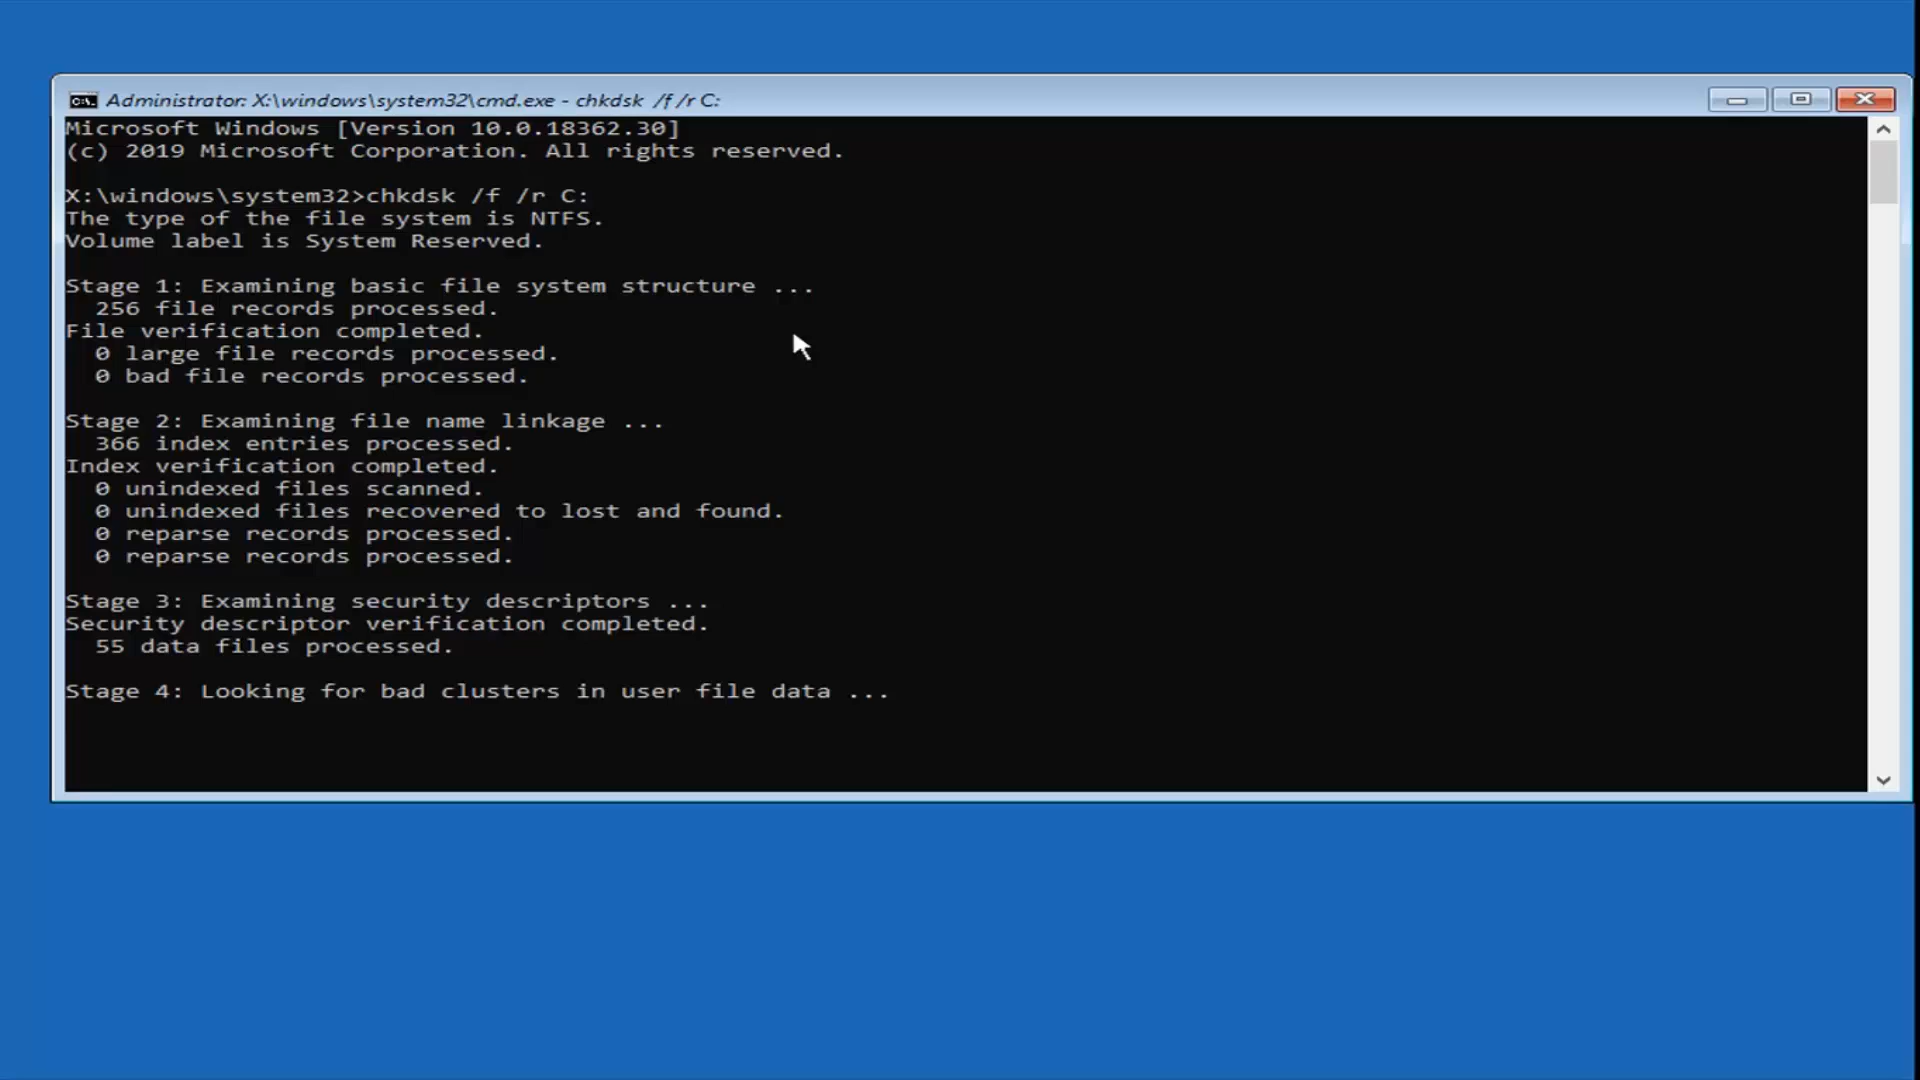 Administrator: X:\windows\system32\cmd.exe - chkdsk /f /r C:
Microsoft Windows [Version 10.0.18362.30]
(c) 2019 Microsoft Corporation. All rights reserved.
X:\windows\system32>chkdsk /f /r C:
The type of the file system is NTFS.
Volume label is System Reserved.
Stage 1: Examining basic file system structure ...
256 file records processed.
File verification completed.
0 large file records processed.
0 bad file records processed.
Stage 2: Examining file name linkage ...
366 index entries processed.
Index verification completed.
0 unindexed files scanned.
0 unindexed files recovered to lost and found.
0 reparse records processed.
0 reparse records processed.
Stage 3: Examining security descriptors ...
Security descriptor verification completed.
55 data files processed.
Stage 4: Looking for bad clusters in user file data ...